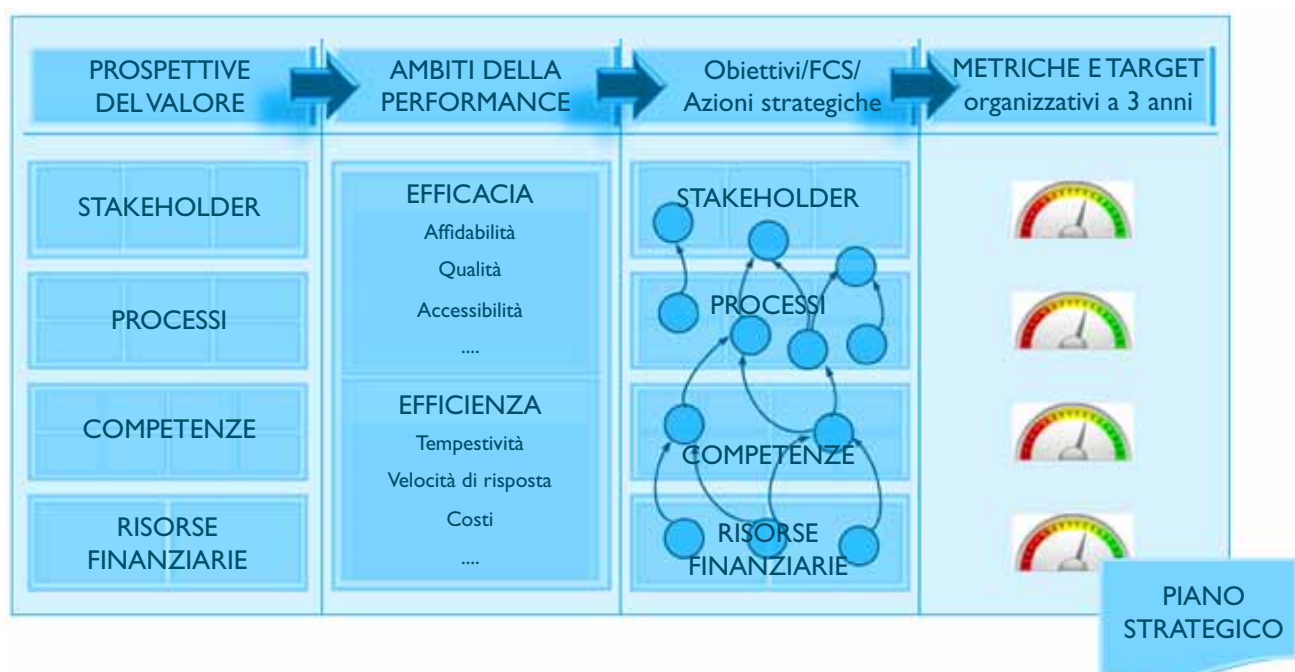 PROSPETTIVE
DEL VALORE
AMBITI DELLA
PERFORMANCE
Obiettivi/FCS/
Azioni strategiche
METRICHE E TARGET
organizzativi a 3 anni
STAKEHOLDER
PROCESSI
COMPETENZE
RISORSE
FINANZIARIE
EFFICACIA
Affidabilità
Qualità
Accessibilità
....
EFFICIENZA
Tempestività
Velocità di risposta
Costi
....
STAKEHOLDER
PROCESSI
COMPETENZE
RISORSE
FINANZIARIE
PIANO
STRATEGICO